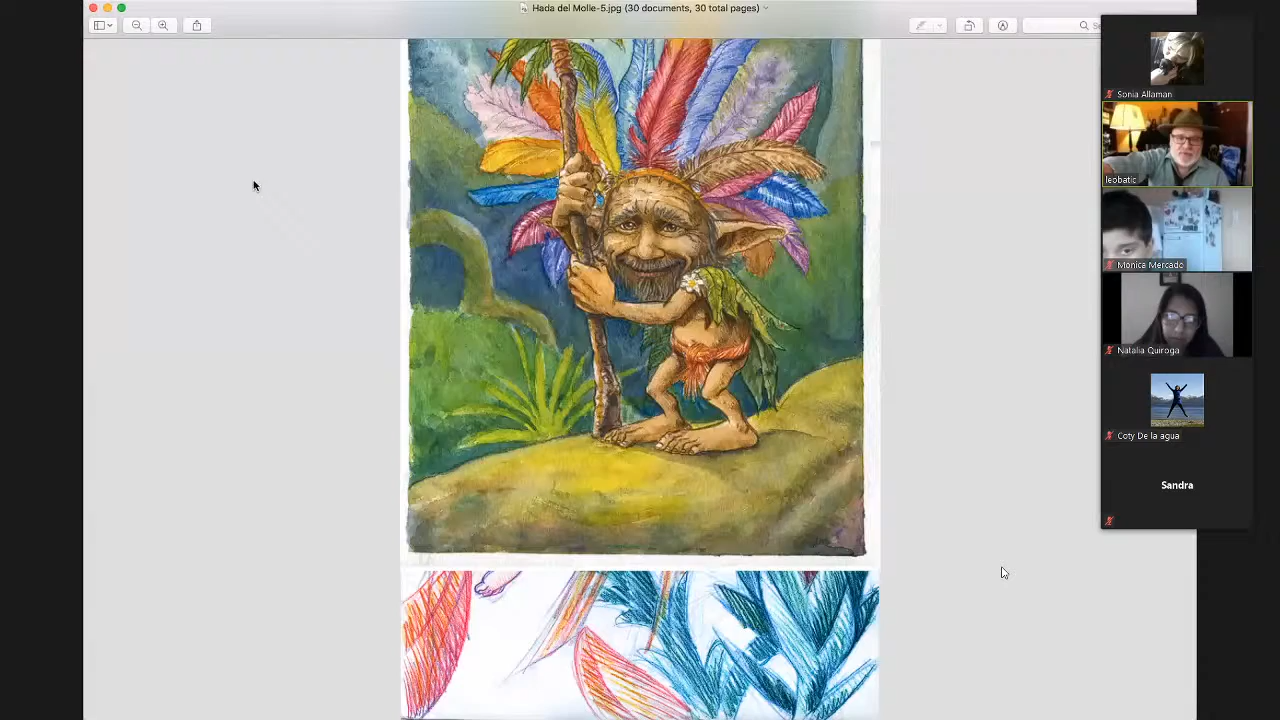 Hada del Molle-5.jpg (30 documents, 30 total pages)
Sonia Allaman
leobatic
Monica Mercado
Natalia Quiroga
Coty De la agua
Sandra